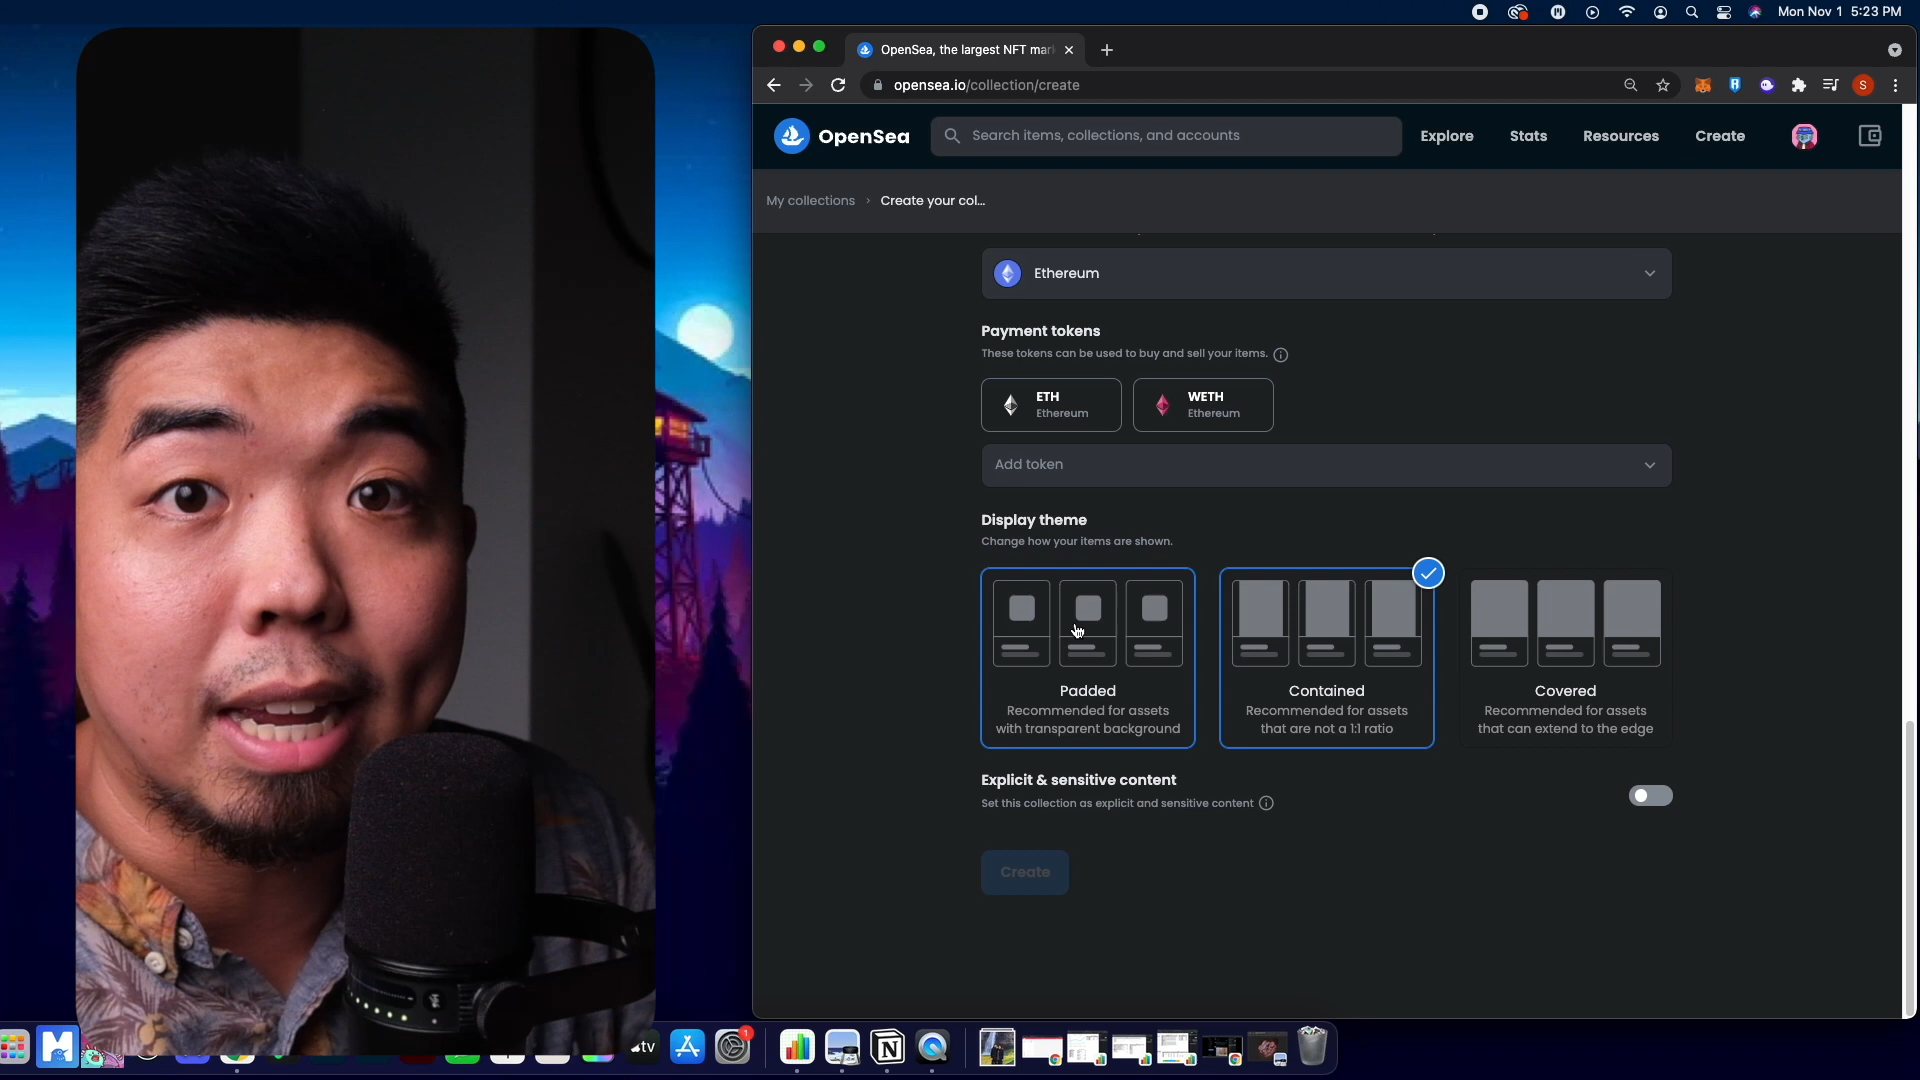 Mon Nov 1 5:23 PM
OpenSea, the largest NFT mar
opensea.io/collection/create
S
OpenSea
Search items, collections, and accounts
Explore
Stats
Resources
Create
My collections > Create your col...
Ethereum
Payment tokens
These tokens can be used to buy and sell your items.
ETH
Ethereum
WETH
Ethereum
Add token
Display theme
Change how your items are shown.
Padded
Recommended for assets
with transparent background
Contained
Recommended for assets
that are not a 1:1 ratio
Covered
Recommended for assets
that can extend to the edge
Explicit & sensitive content
Set this collection as explicit and sensitive content
Create
tv
1